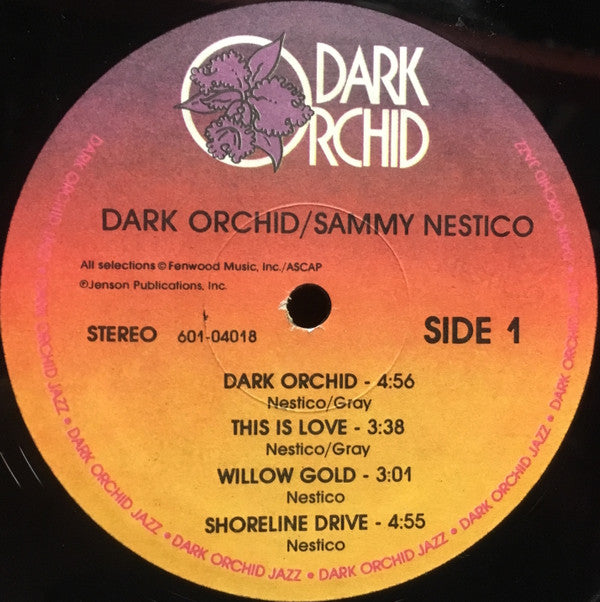 DARK
ORCHID
DARK ORCHID/SAMMY NESTICO
All selections © Fenwood Music, Inc./ASCAP
℗Jenson Publications, Inc.
STEREO 601-04018 SIDE 1
DARK ORCHID - 4:56
Nestico/Gray
THIS IS LOVE - 3:38
Nestico/Gray
WILLOW GOLD - 3:01
Nestico
SHORELINE DRIVE - 4:55
Nestico
DARK ORCHID JAZZ • DARK ORCHID JAZZ • DARK ORCHID JAZZ • DARK ORCHID JAZZ • DARK ORCHID JAZZ • DARK ORCHID JAZZ